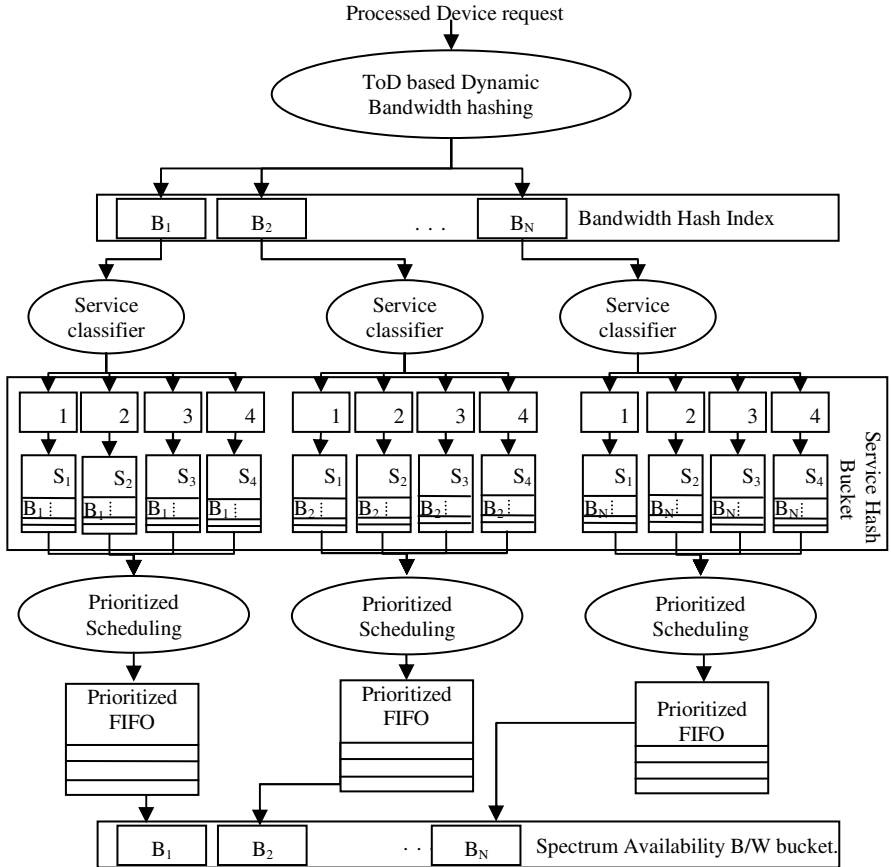 Processed Device request
ToD based Dynamic
Bandwidth hashing
B1 B2 . . . BN Bandwidth Hash Index
Service
classifier
Service
classifier
Service
classifier
1 2 3 4 1 2 3 4 1 2 3 4
S1 S2 S3 S4 S1 S2 S3 S4 S1 S2 S3 S4
B1 B1 B1 B1 B2 B2 B2 B2 BN BN BN BN
Service Hash
Bucket
Prioritized
Scheduling
Prioritized
Scheduling
Prioritized
Scheduling
Prioritized
FIFO
Prioritized
FIFO
Prioritized
FIFO
B1 B2 . . . BN Spectrum Availability B/W bucket.